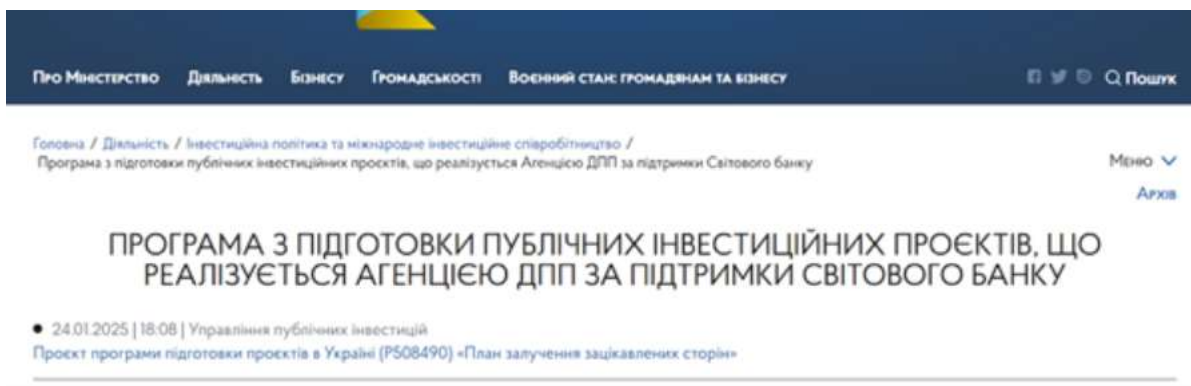 Про Міністерство Діяльність Бізнесу Громадськості Воєнний стан: громадянам та бізнесу Пошук
Головна / Діяльність / Інвестиційна політика та міжнародне інвестиційне співробітництво /
Програма з підготовки публічних інвестиційних проєктів, що реалізується Агенцією ДПП за підтримки Світового банку
Меню
Архів
ПРОГРАМА З ПІДГОТОВКИ ПУБЛІЧНИХ ІНВЕСТИЦІЙНИХ ПРОЄКТІВ, ЩО
РЕАЛІЗУЄТЬСЯ АГЕНЦІЄЮ ДПП ЗА ПІДТРИМКИ СВІТОВОГО БАНКУ
24.01.2025 | 18:08 | Управління публічних інвестицій
Проєкт програми підготовки проєктів в Україні (P508490) «План залучення зацікавлених сторін»